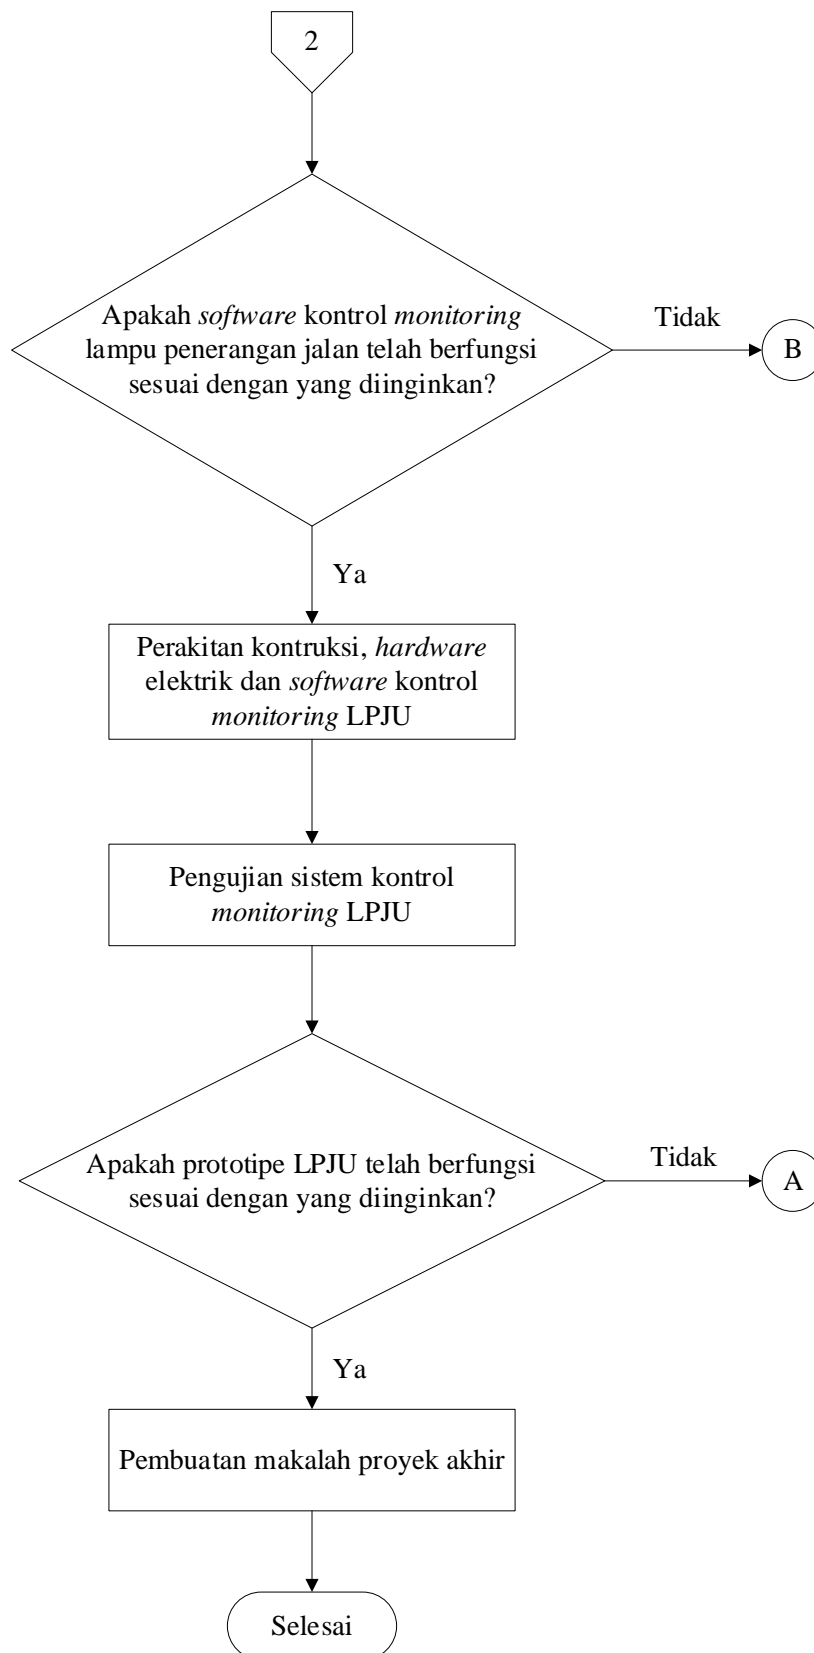 2
Apakah software kontrol monitoring
lampu penerangan jalan telah berfungsi
sesuai dengan yang diinginkan?
Tidak
B
Ya
Perakitan kontruksi, hardware
elektrik dan software kontrol
monitoring LPJU
Pengujian sistem kontrol
monitoring LPJU
Apakah prototipe LPJU telah berfungsi
sesuai dengan yang diinginkan?
Tidak
A
Ya
Pembuatan makalah proyek akhir
Selesai